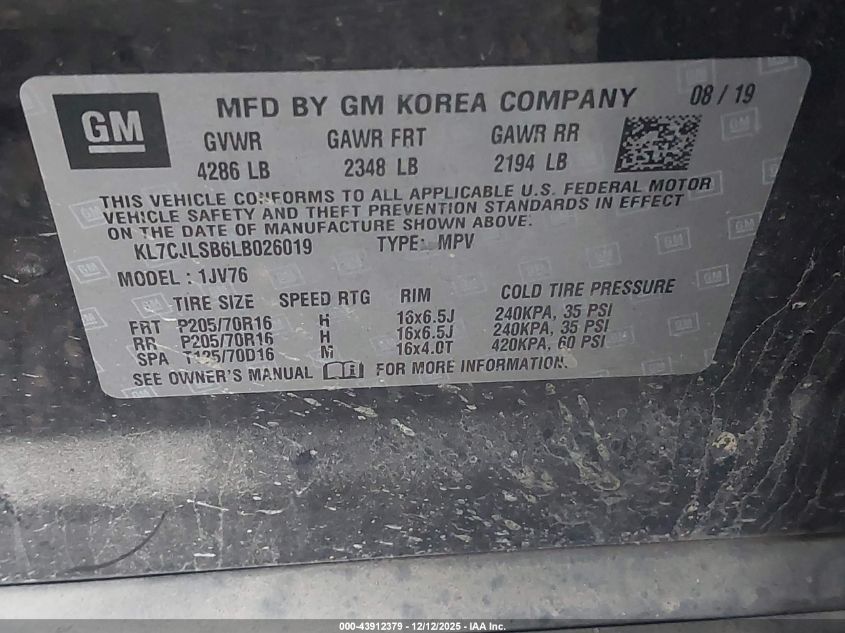 GM
MFD BY GM KOREA COMPANY 08 / 19
GVWR GAWR FRT GAWR RR
4286 LB 2348 LB 2194 LB
THIS VEHICLE CONFORMS TO ALL APPLICABLE U.S. FEDERAL MOTOR
VEHICLE SAFETY AND THEFT PREVENTION STANDARDS IN EFFECT
ON THE DATE OF MANUFACTURE SHOWN ABOVE.
KL7CJLSB6LB026019 TYPE: MPV
MODEL : 1JV76
TIRE SIZE SPEED RTG RIM COLD TIRE PRESSURE
FRT P205/70R16 H 16x6.5J 240KPA, 35 PSI
RR P205/70R16 H 16x6.5J 240KPA, 35 PSI
SPA T125/70D16 M 16x4.0T 420KPA, 60 PSI
SEE OWNER'S MANUAL FOR MORE INFORMATION.
000-43912379 - 12/12/2025 - IAA Inc.